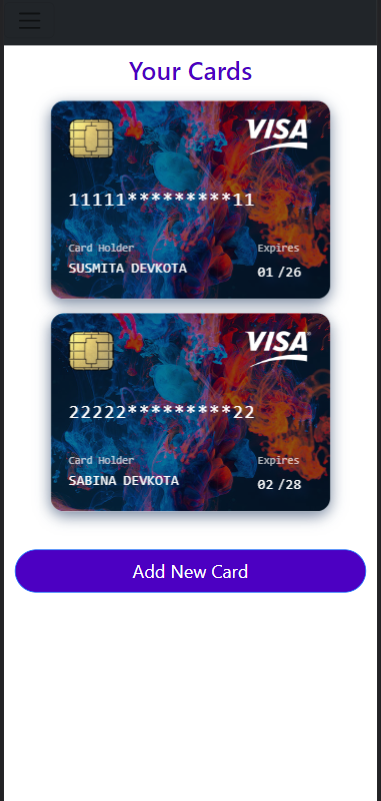 Your Cards
VISA
11111*********11
Card Holder Expires
SUSMITA DEVKOTA 01 /26
VISA
22222*********22
Card Holder Expires
SABINA DEVKOTA 02 /28
Add New Card